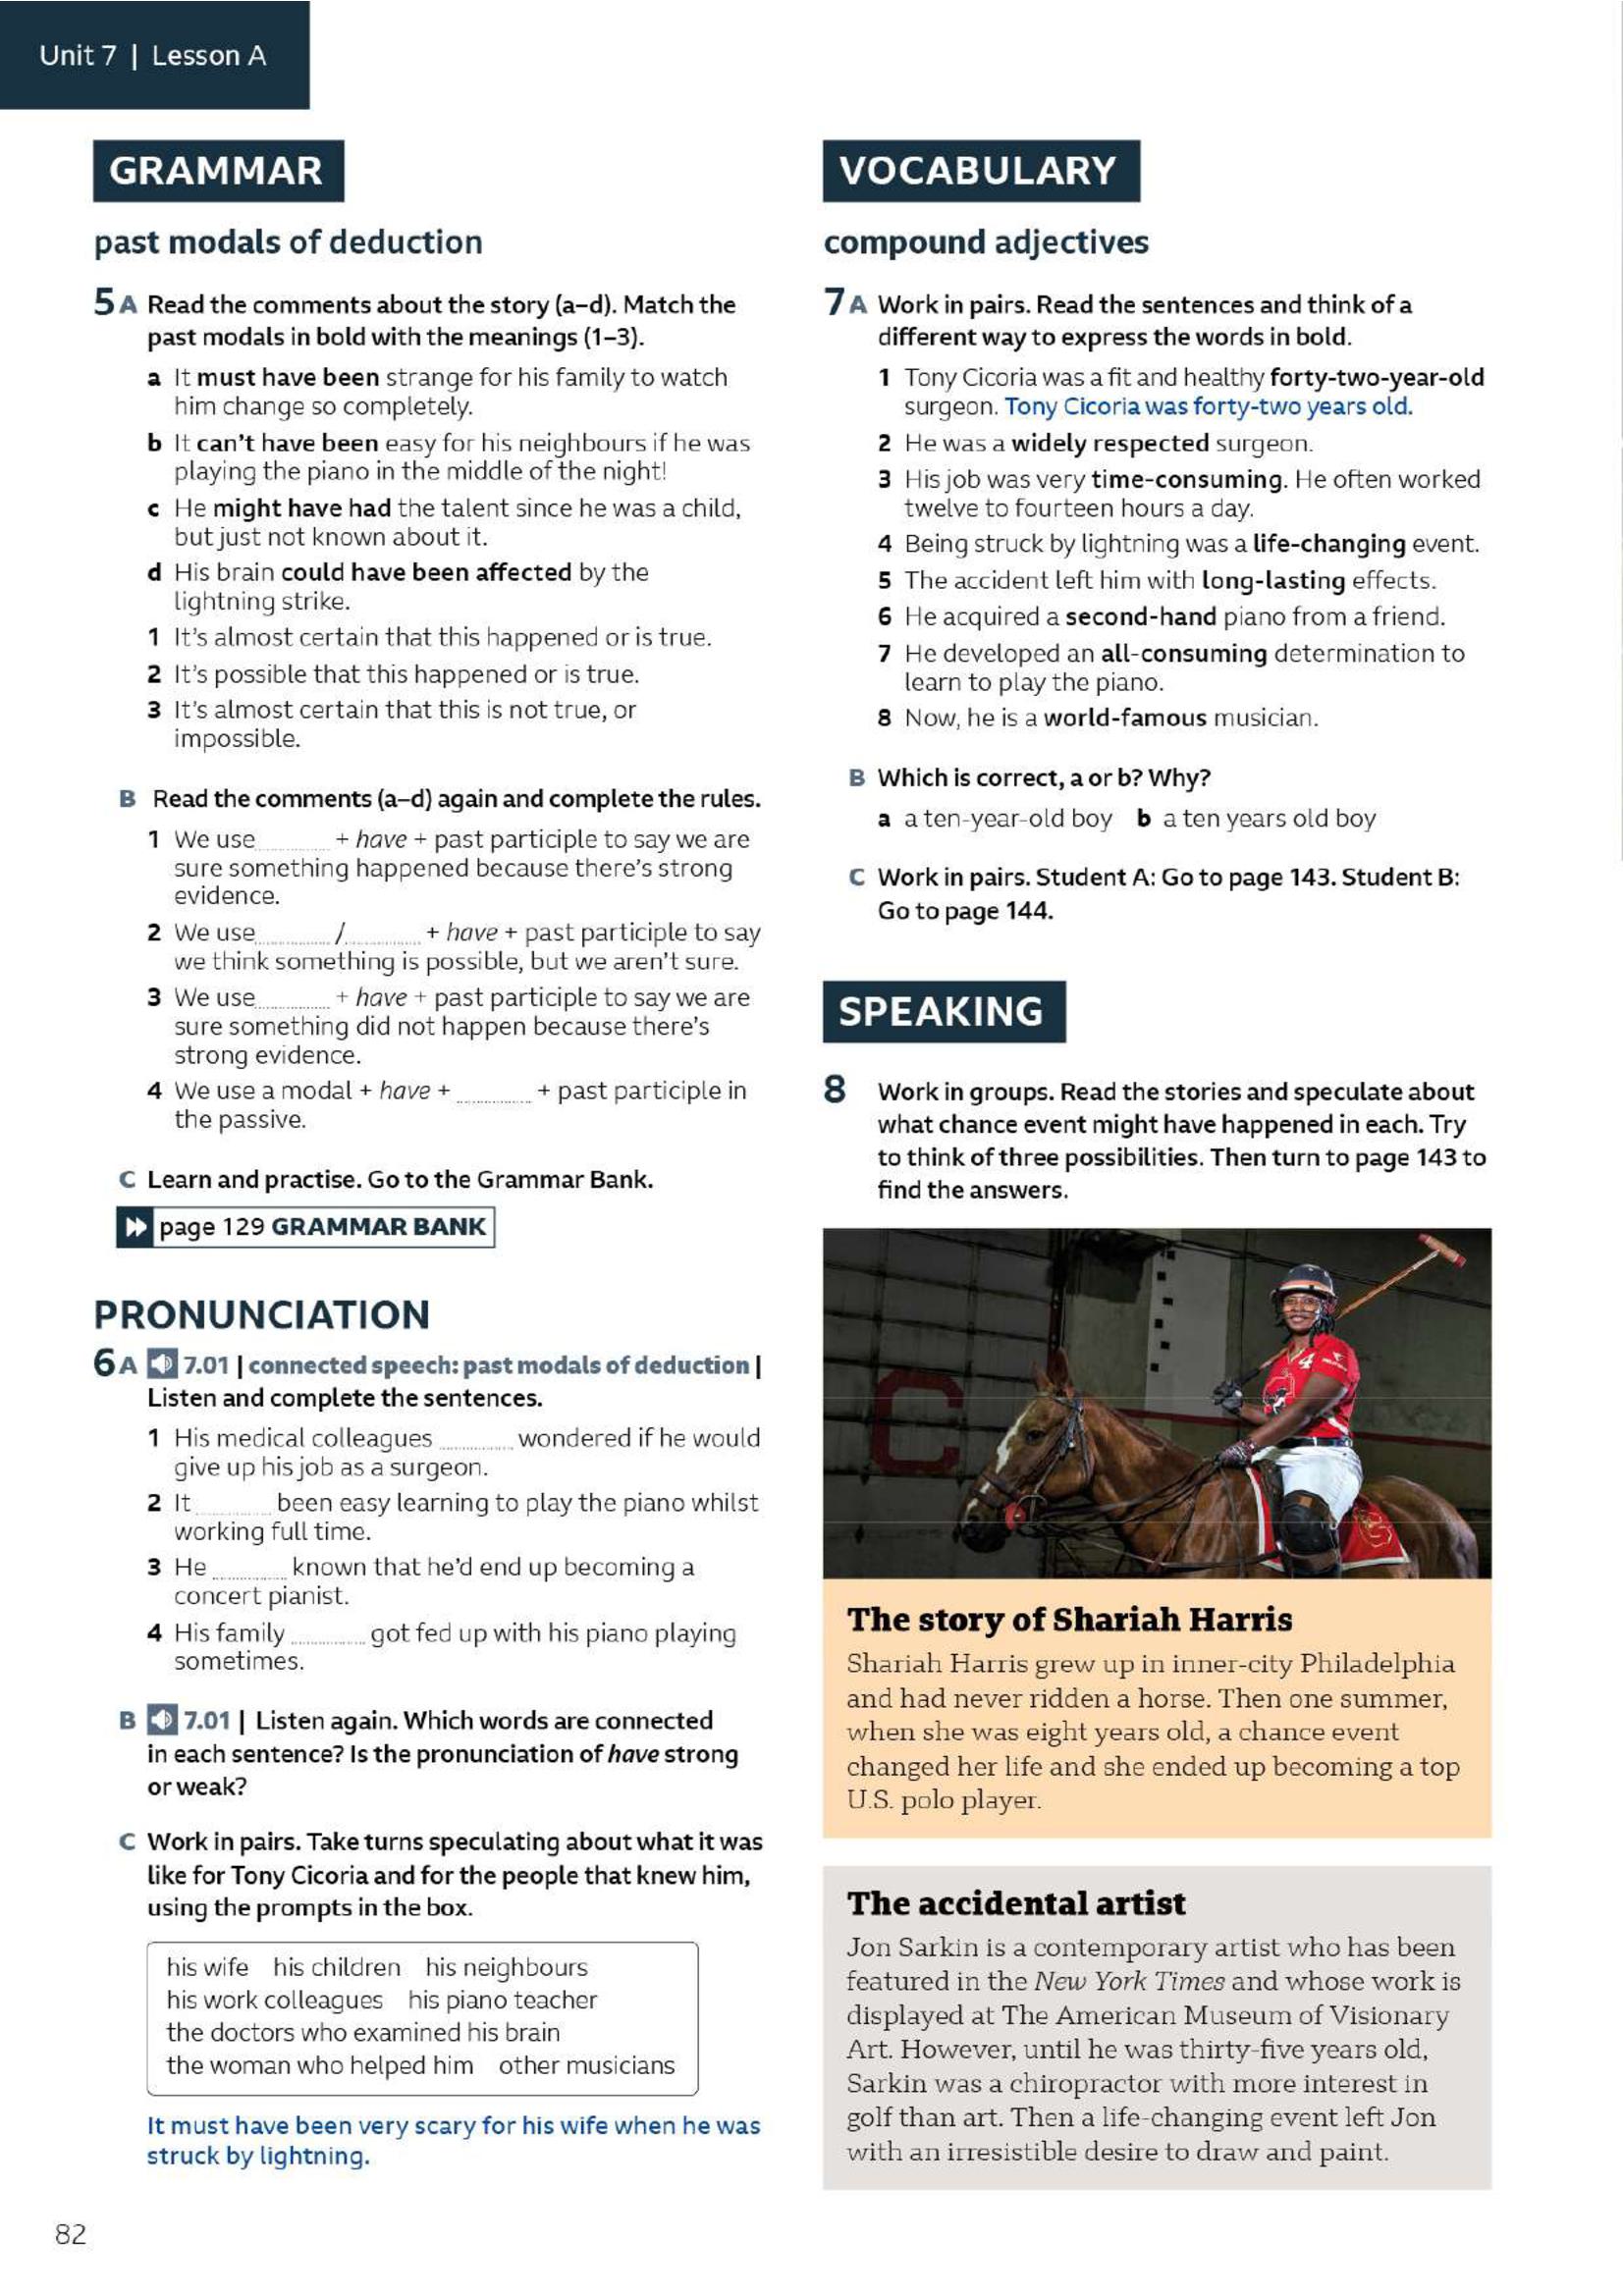 Unit 7 | Lesson A
GRAMMAR
past modals of deduction
5 A Read the comments about the story (a–d). Match the
past modals in bold with the meanings (1–3).
a It must have been strange for his family to watch
him change so completely.
b It can't have been easy for his neighbours if he was
playing the piano in the middle of the night!
c He might have had the talent since he was a child,
but just not known about it.
d His brain could have been affected by the
lightning strike.
1 It's almost certain that this happened or is true.
2 It's possible that this happened or is true.
3 It's almost certain that this is not true, or
impossible.
B Read the comments (a–d) again and complete the rules.
1 We use ............ + have + past participle to say we are
sure something happened because there's strong
evidence.
2 We use ............ / ............ + have + past participle to say
we think something is possible, but we aren't sure.
3 We use ............ + have + past participle to say we are
sure something did not happen because there's
strong evidence.
4 We use a modal + have + ............ + past participle in
the passive.
C Learn and practise. Go to the Grammar Bank.
page 129 GRAMMAR BANK
PRONUNCIATION
6 A 7.01 | connected speech: past modals of deduction |
Listen and complete the sentences.
1 His medical colleagues ............ wondered if he would
give up his job as a surgeon.
2 It ............ been easy learning to play the piano whilst
working full time.
3 He ............ known that he'd end up becoming a
concert pianist.
4 His family ............ got fed up with his piano playing
sometimes.
B 7.01 | Listen again. Which words are connected
in each sentence? Is the pronunciation of have strong
or weak?
C Work in pairs. Take turns speculating about what it was
like for Tony Cicoria and for the people that knew him,
using the prompts in the box.
his wife his children his neighbours
his work colleagues his piano teacher
the doctors who examined his brain
the woman who helped him other musicians
It must have been very scary for his wife when he was
struck by lightning.
82
VOCABULARY
compound adjectives
7 A Work in pairs. Read the sentences and think of a
different way to express the words in bold.
1 Tony Cicoria was a fit and healthy forty-two-year-old
surgeon. Tony Cicoria was forty-two years old.
2 He was a widely respected surgeon.
3 His job was very time-consuming. He often worked
twelve to fourteen hours a day.
4 Being struck by lightning was a life-changing event.
5 The accident left him with long-lasting effects.
6 He acquired a second-hand piano from a friend.
7 He developed an all-consuming determination to
learn to play the piano.
8 Now, he is a world-famous musician.
B Which is correct, a or b? Why?
a a ten-year-old boy b a ten years old boy
C Work in pairs. Student A: Go to page 143. Student B:
Go to page 144.
SPEAKING
8 Work in groups. Read the stories and speculate about
what chance event might have happened in each. Try
to think of three possibilities. Then turn to page 143 to
find the answers.
C
4
The story of Shariah Harris
Shariah Harris grew up in inner-city Philadelphia
and had never ridden a horse. Then one summer,
when she was eight years old, a chance event
changed her life and she ended up becoming a top
U.S. polo player.
The accidental artist
Jon Sarkin is a contemporary artist who has been
featured in the New York Times and whose work is
displayed at The American Museum of Visionary
Art. However, until he was thirty-five years old,
Sarkin was a chiropractor with more interest in
golf than art. Then a life-changing event left Jon
with an irresistible desire to draw and paint.